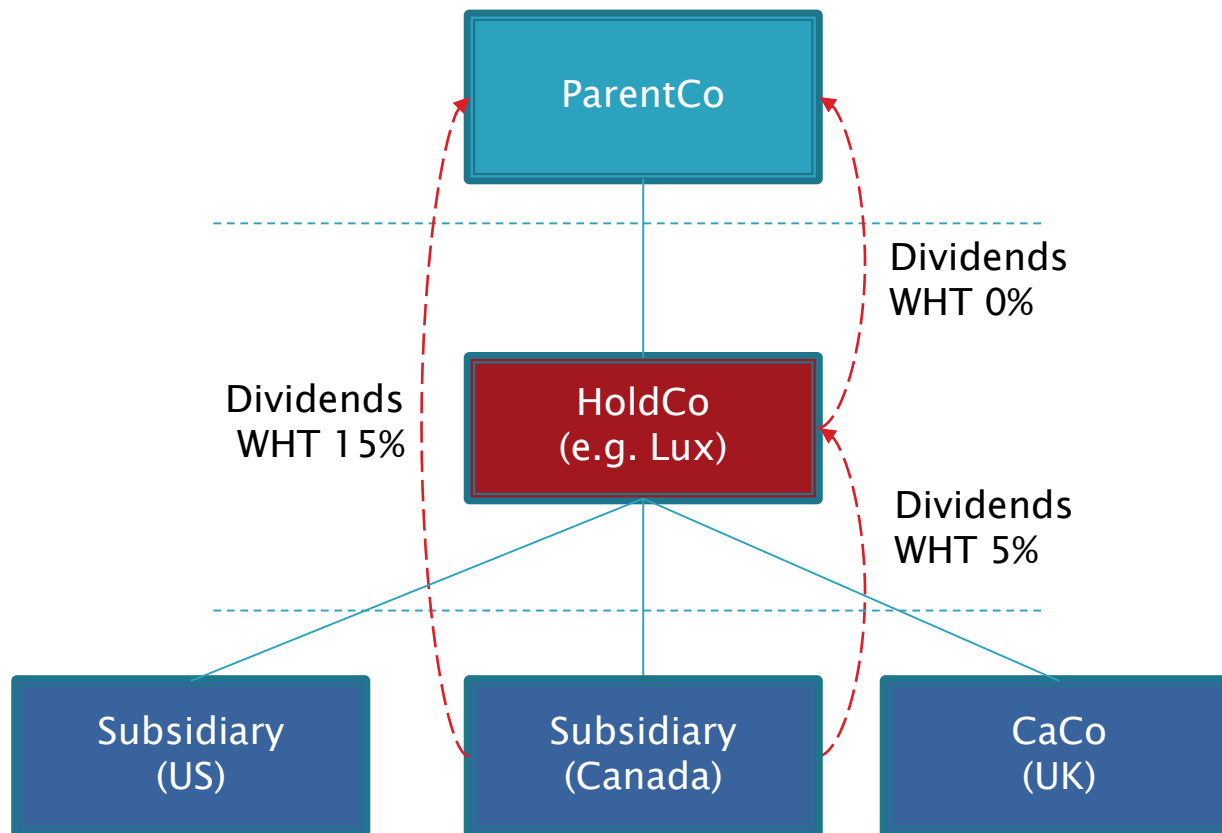 ParentCo
Dividends
WHT 0%
Dividends
WHT 15%
HoldCo
(e.g. Lux)
Dividends
WHT 5%
Subsidiary
(US)
Subsidiary
(Canada)
CaCo
(UK)